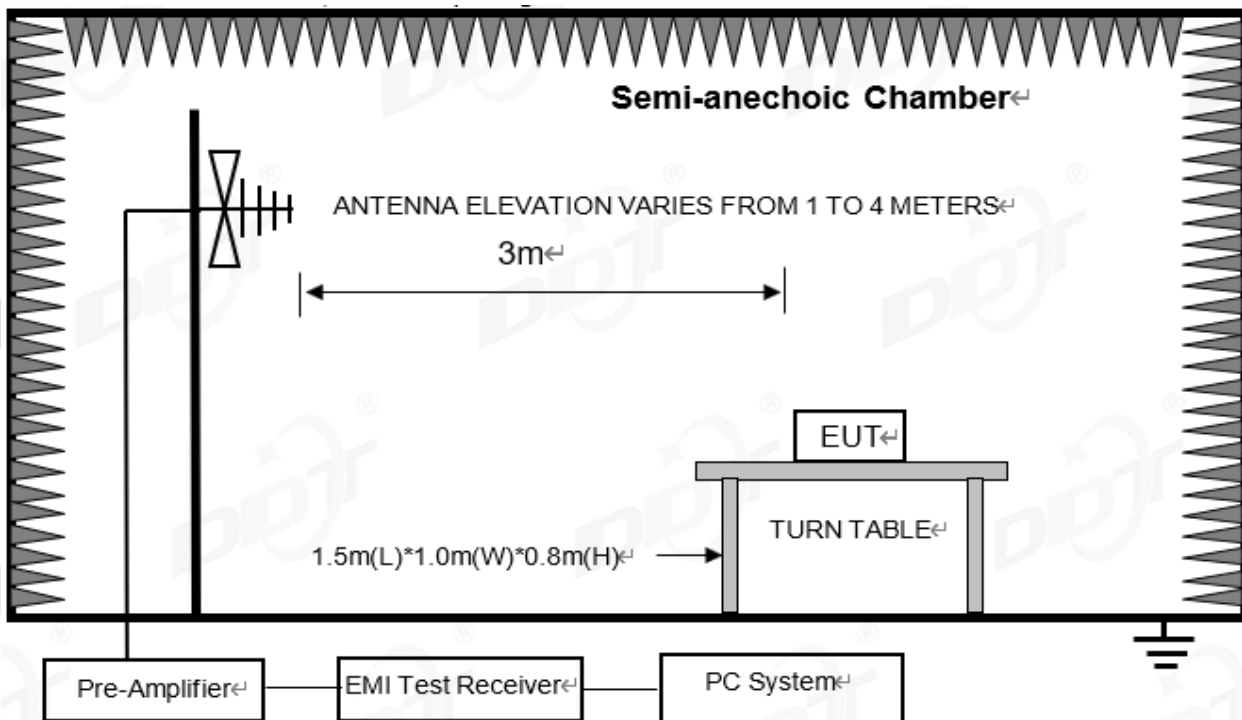 Semi-anechoic Chamber↵
ANTENNA ELEVATION VARIES FROM 1 TO 4 METERS↵
3m↵
EUT↵
TURN TABLE↵
1.5m(L)*1.0m(W)*0.8m(H)↵
Pre-Amplifier↵
EMI Test Receiver↵
PC System↵
DDT®